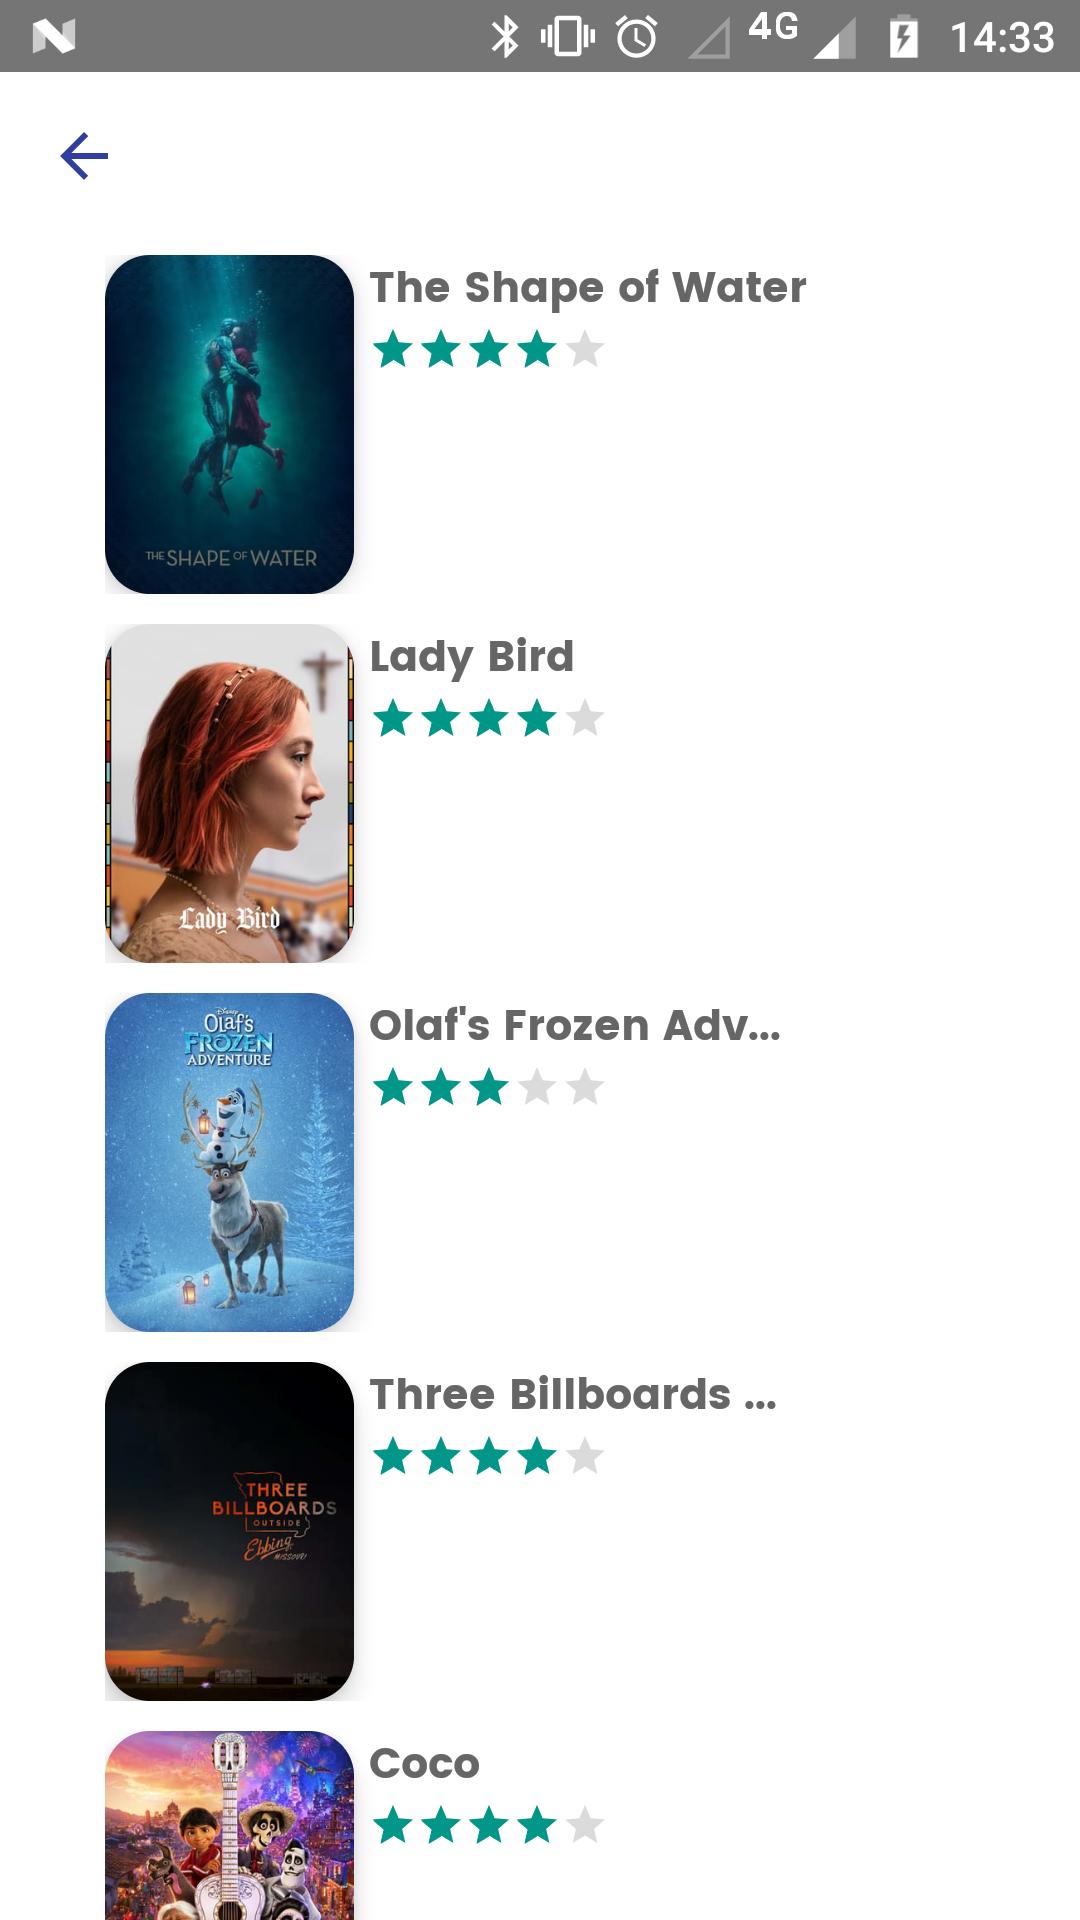 4G 14:33
The Shape of Water
THE SHAPE OF WATER
Lady Bird
Lady Bird
Olaf's Frozen Adv...
Disney
Olaf's
FROZEN
ADVENTURE
Three Billboards ...
THREE
BILLBOARDS
OUTSIDE
Ebbing,
MISSOURI
Coco